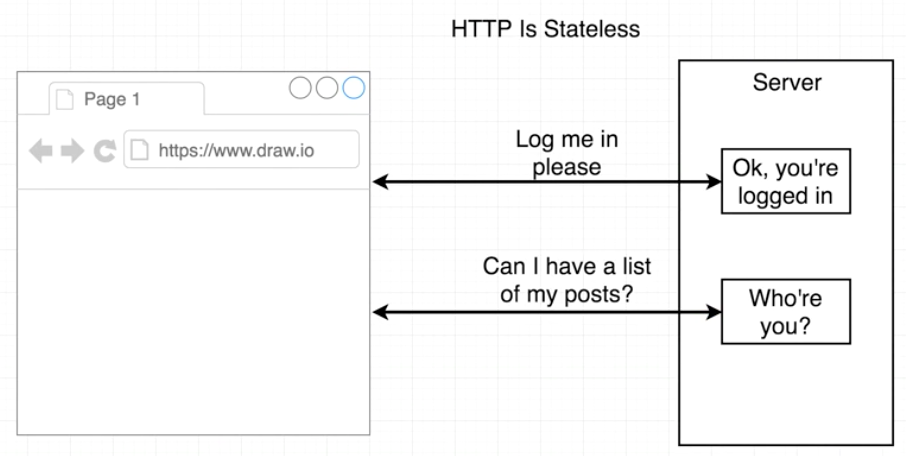 HTTP Is Stateless
Page 1
https://www.draw.io
Server
Log me in
please
Ok, you're
logged in
Can I have a list
of my posts?
Who're
you?